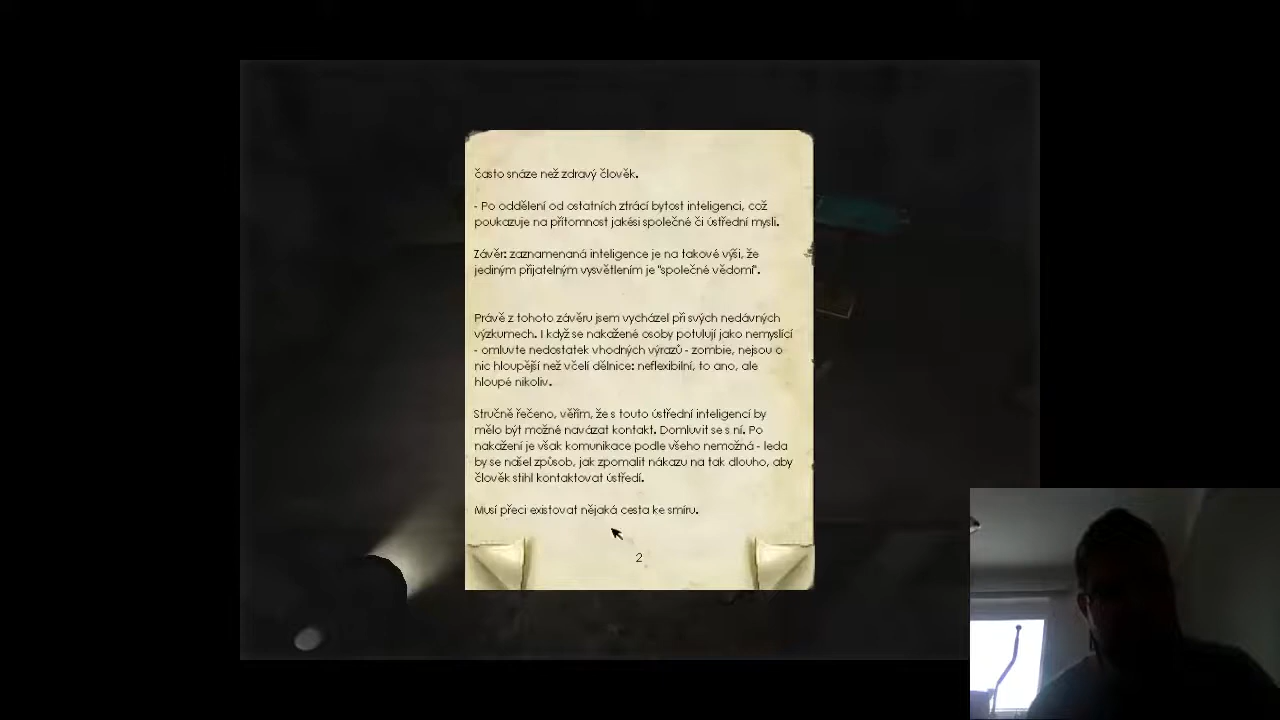 často snáze než zdravý člověk.
- Po oddělení od ostatních ztrácí bytost inteligenci, což
poukazuje na přítomnost jakési společné či ústřední mysli.
Závěr: zaznamenaná inteligence je na takové výši, že
jediným přijatelným vysvětlením je "společné vědomí".
Právě z tohoto závěru jsem vycházel při svých nedávných
výzkumech. I když se nakažené osoby potulují jako nemyslící
- omluvte nedostatek vhodných výrazů - zombie, nejsou o
nic hloupější než včelí dělnice: neflexibilní, to ano, ale
hloupé nikoliv.
Stručně řečeno, věřím, že s touto ústřední inteligencí by
mělo být možné navázat kontakt. Domluvit se s ní. Po
nakažení je však komunikace podle všeho nemožná - leda
by se našel způsob, jak zpomalit nákazu na tak dlouho, aby
člověk stihl kontaktovat ústředí.
Musí přeci existovat nějaká cesta ke smíru.
2